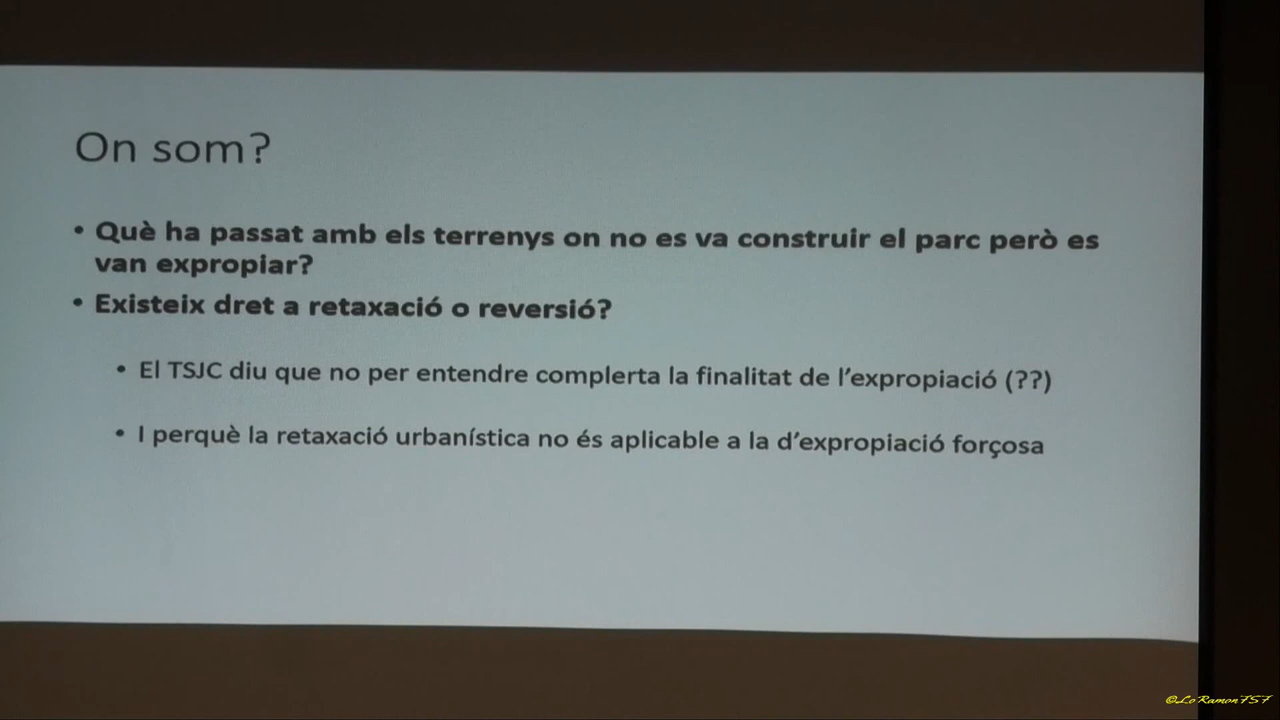 On som?
• Què ha passat amb els terrenys on no es va construir el parc però es
van expropiar?
• Existeix dret a retaxació o reversió?
• El TSJC diu que no per entendre complerta la finalitat de l'expropiació (??)
• I perquè la retaxació urbanística no és aplicable a la d'expropiació forçosa
©LoRamon757